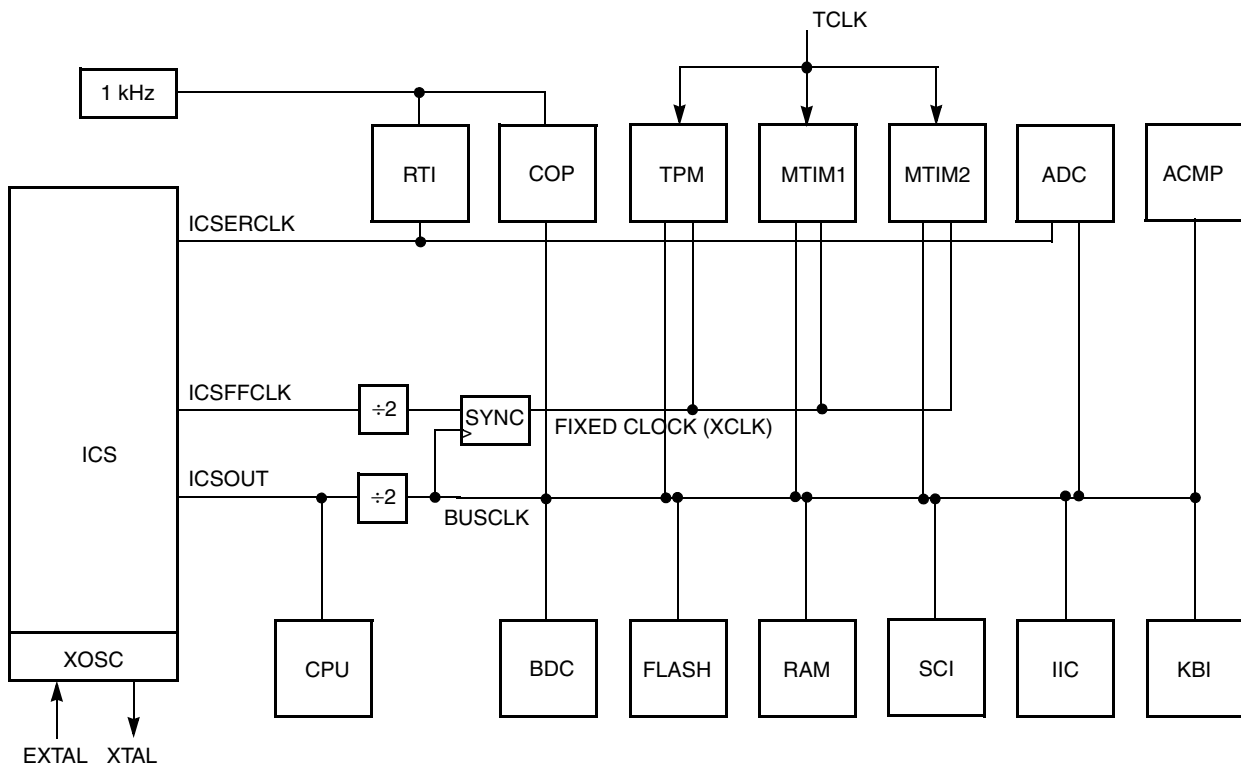 TCLK
1 kHz
RTI
COP
TPM
MTIM1
MTIM2
ADC
ACMP
ICSERCLK
ICSFFCLK
÷2
SYNC
FIXED CLOCK (XCLK)
ICS
ICSOUT
÷2
BUSCLK
XOSC
CPU
BDC
FLASH
RAM
SCI
IIC
KBI
EXTAL
XTAL